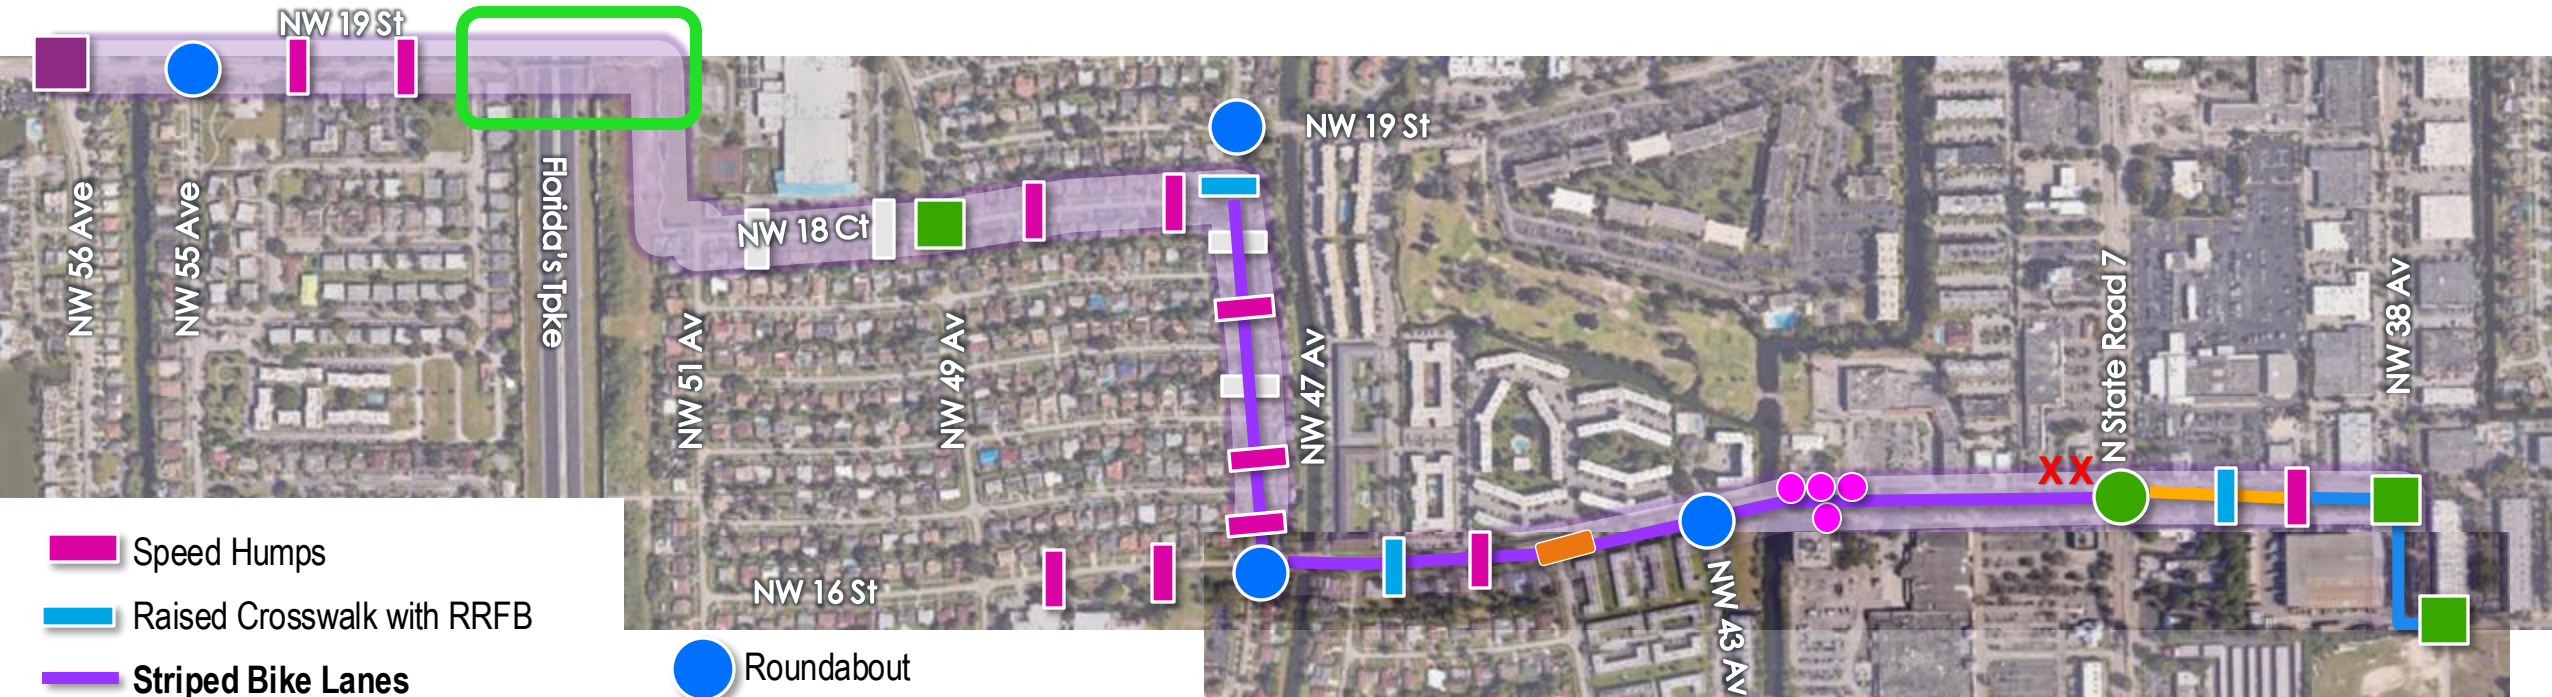 NW 19 St
NW 19 St
NW 56 Ave
NW 55 Ave
Florida's Tpke
NW 18 Ct
NW 51 Av
NW 49 Av
NW 47 Av
N State Road 7
NW 38 Av
X X
NW 16 St
NW 43 Av
Speed Humps
Raised Crosswalk with RRFB
Striped Bike Lanes
Roundabout